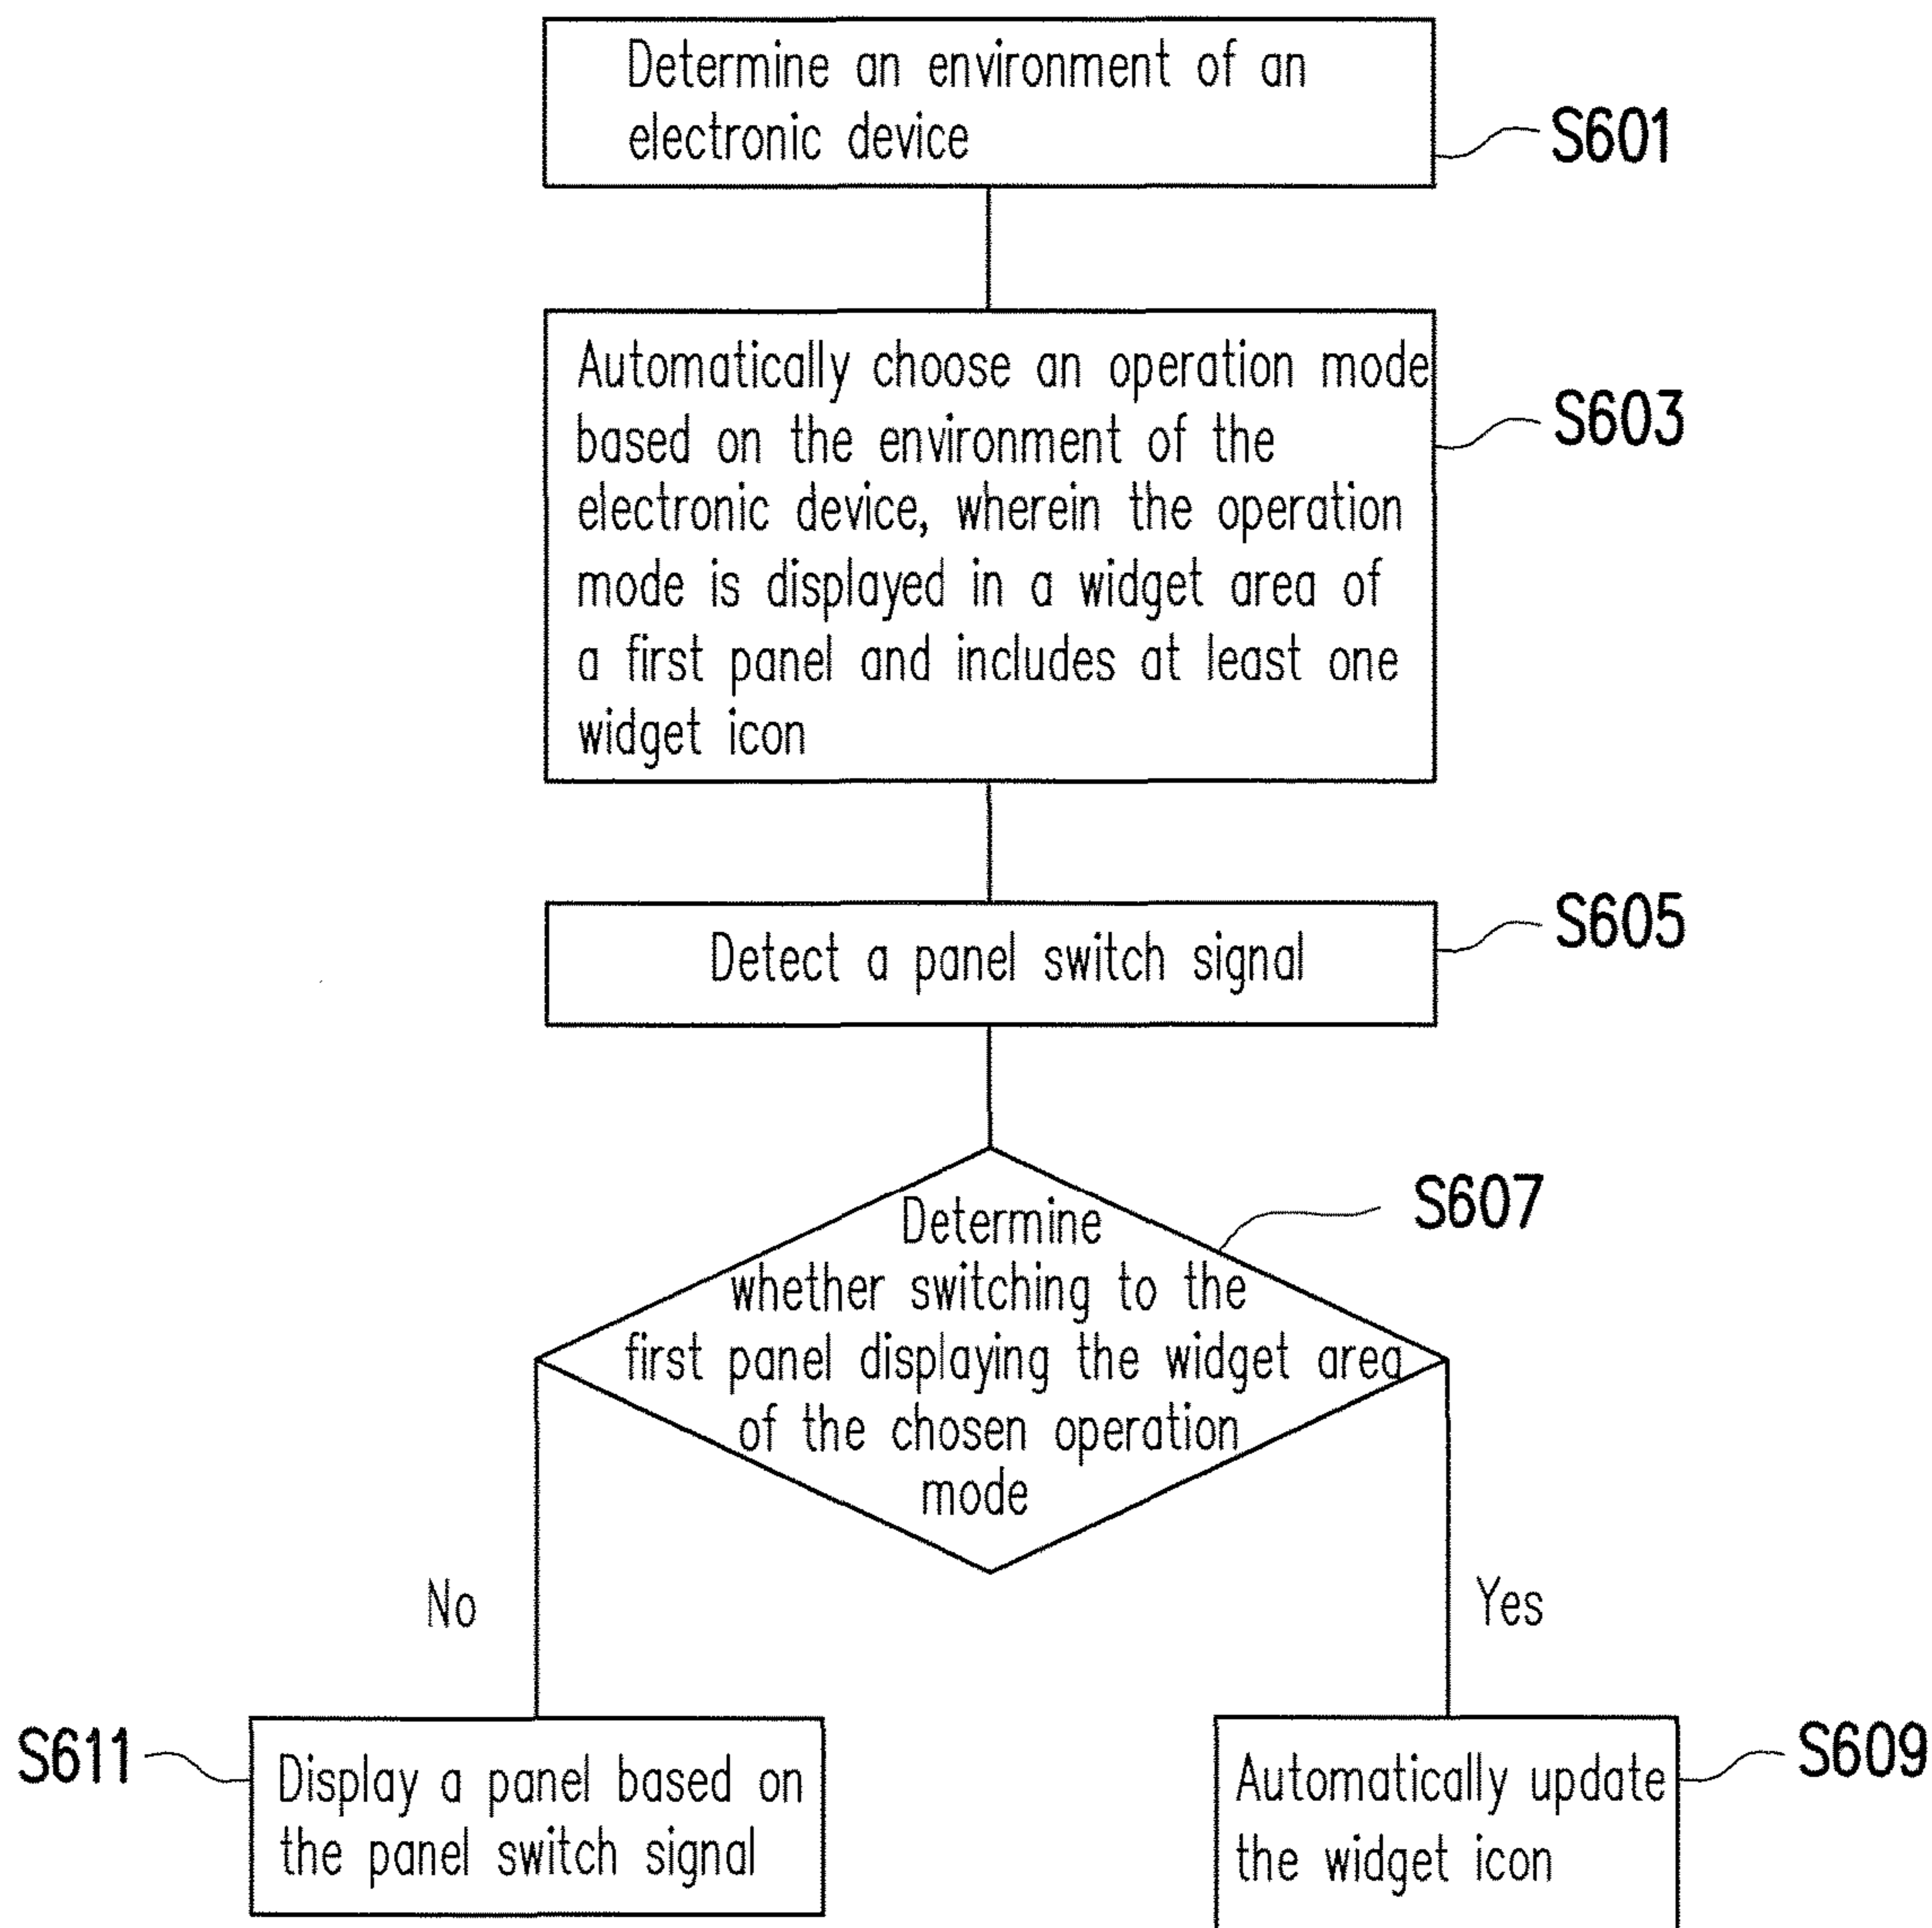 Determine an environment of an
electronic device
S601
Automatically choose an operation mode
based on the environment of the
electronic device, wherein the operation
mode is displayed in a widget area of
a first panel and includes at least one
widget icon
S603
Detect a panel switch signal
S605
Determine
whether switching to the
first panel displaying the widget area
of the chosen operation
mode
S607
No
Yes
S611
Display a panel based on
the panel switch signal
Automatically update
the widget icon
S609